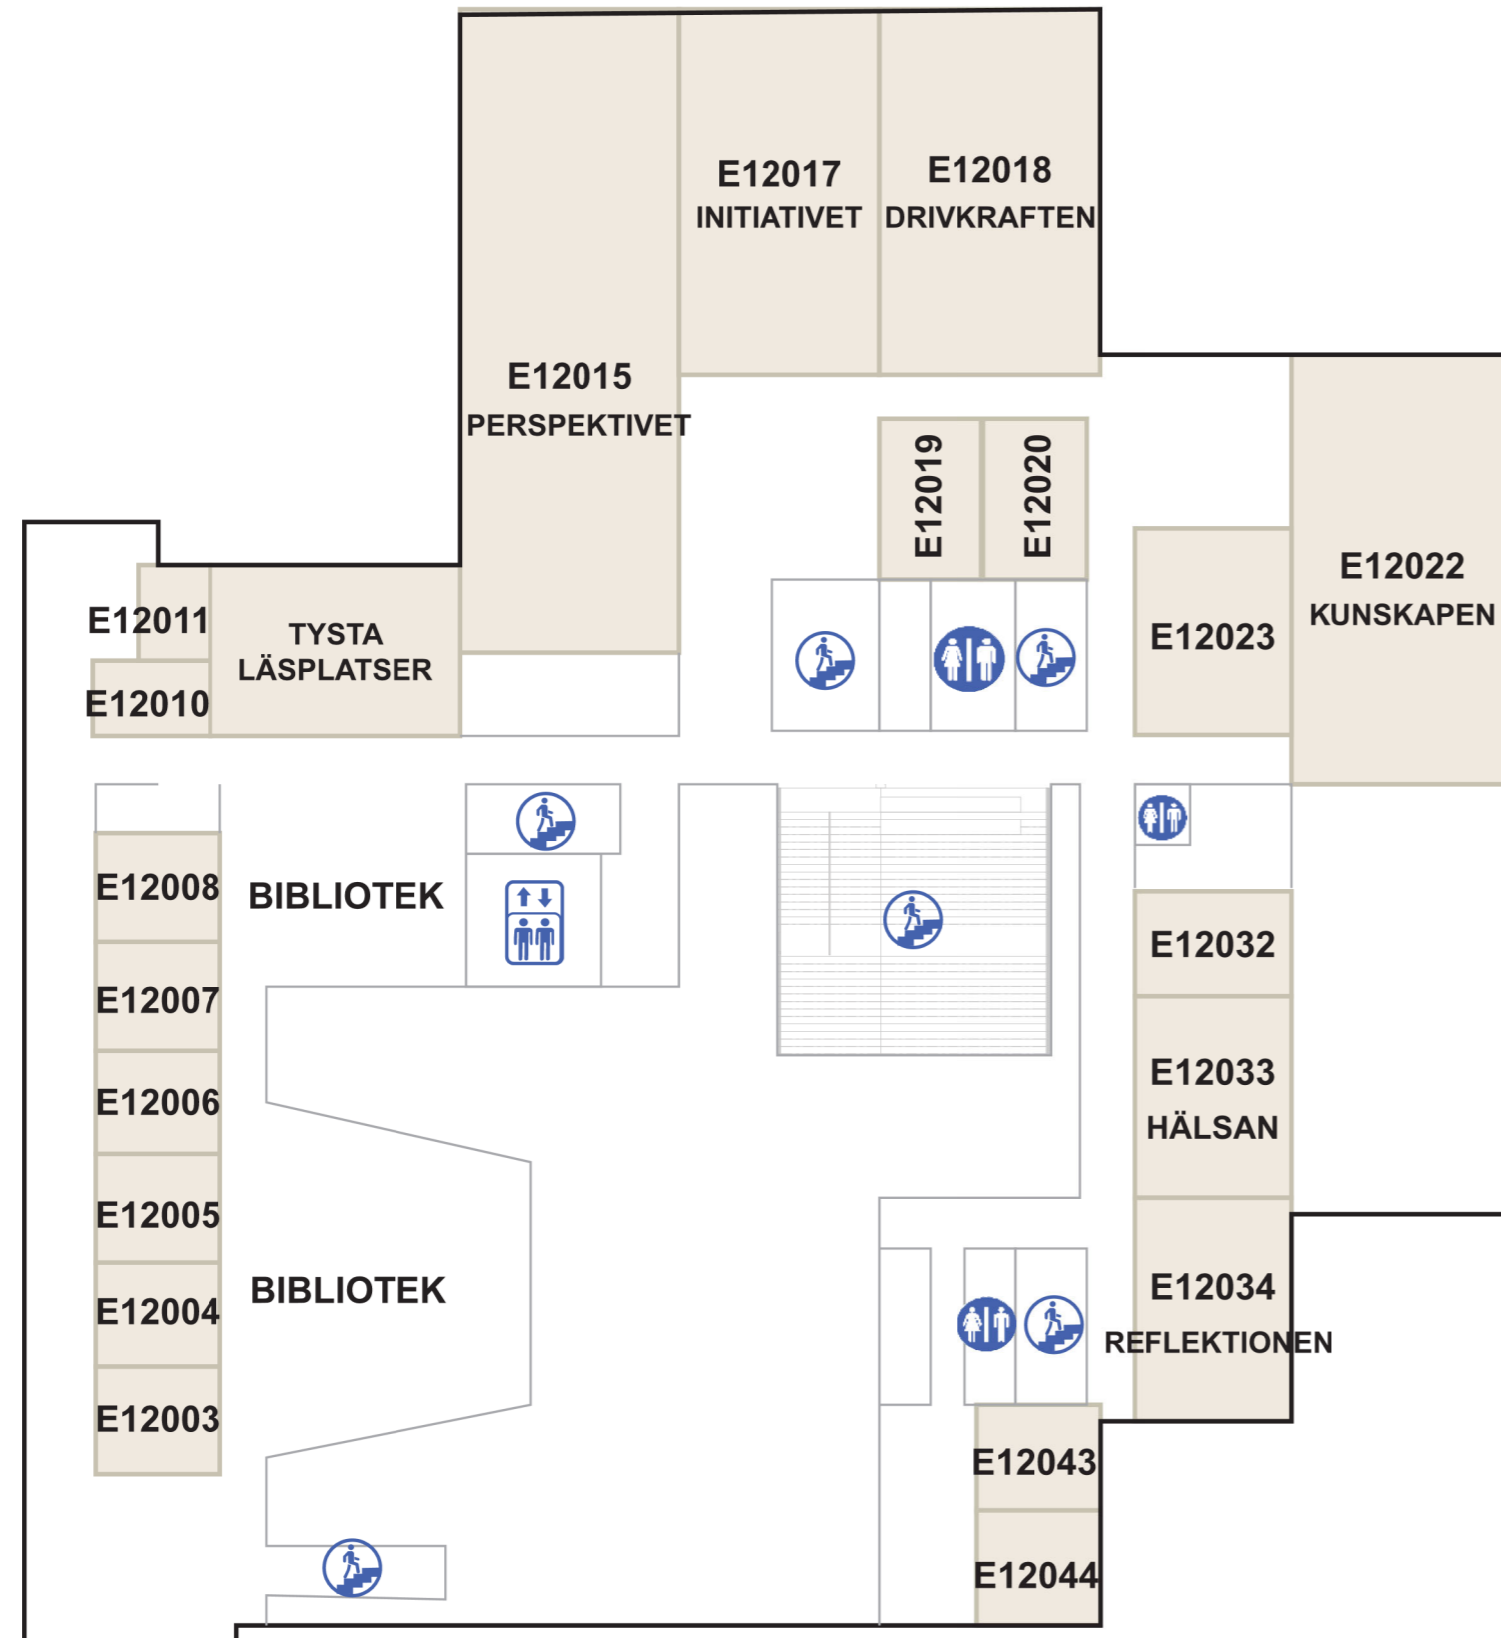 E12017
INITIATIVET
E12018
DRIVKRAFTEN
E12015
PERSPEKTIVET
E12019
E12020
E12022
KUNSKAPEN
E12023
E12011
TYSTA
LÄSPLATSER
E12010
E12008
BIBLIOTEK
E12007
E12006
E12005
E12004
E12003
BIBLIOTEK
E12032
E12033
HÄLSAN
E12034
REFLEKTIONEN
E12043
E12044